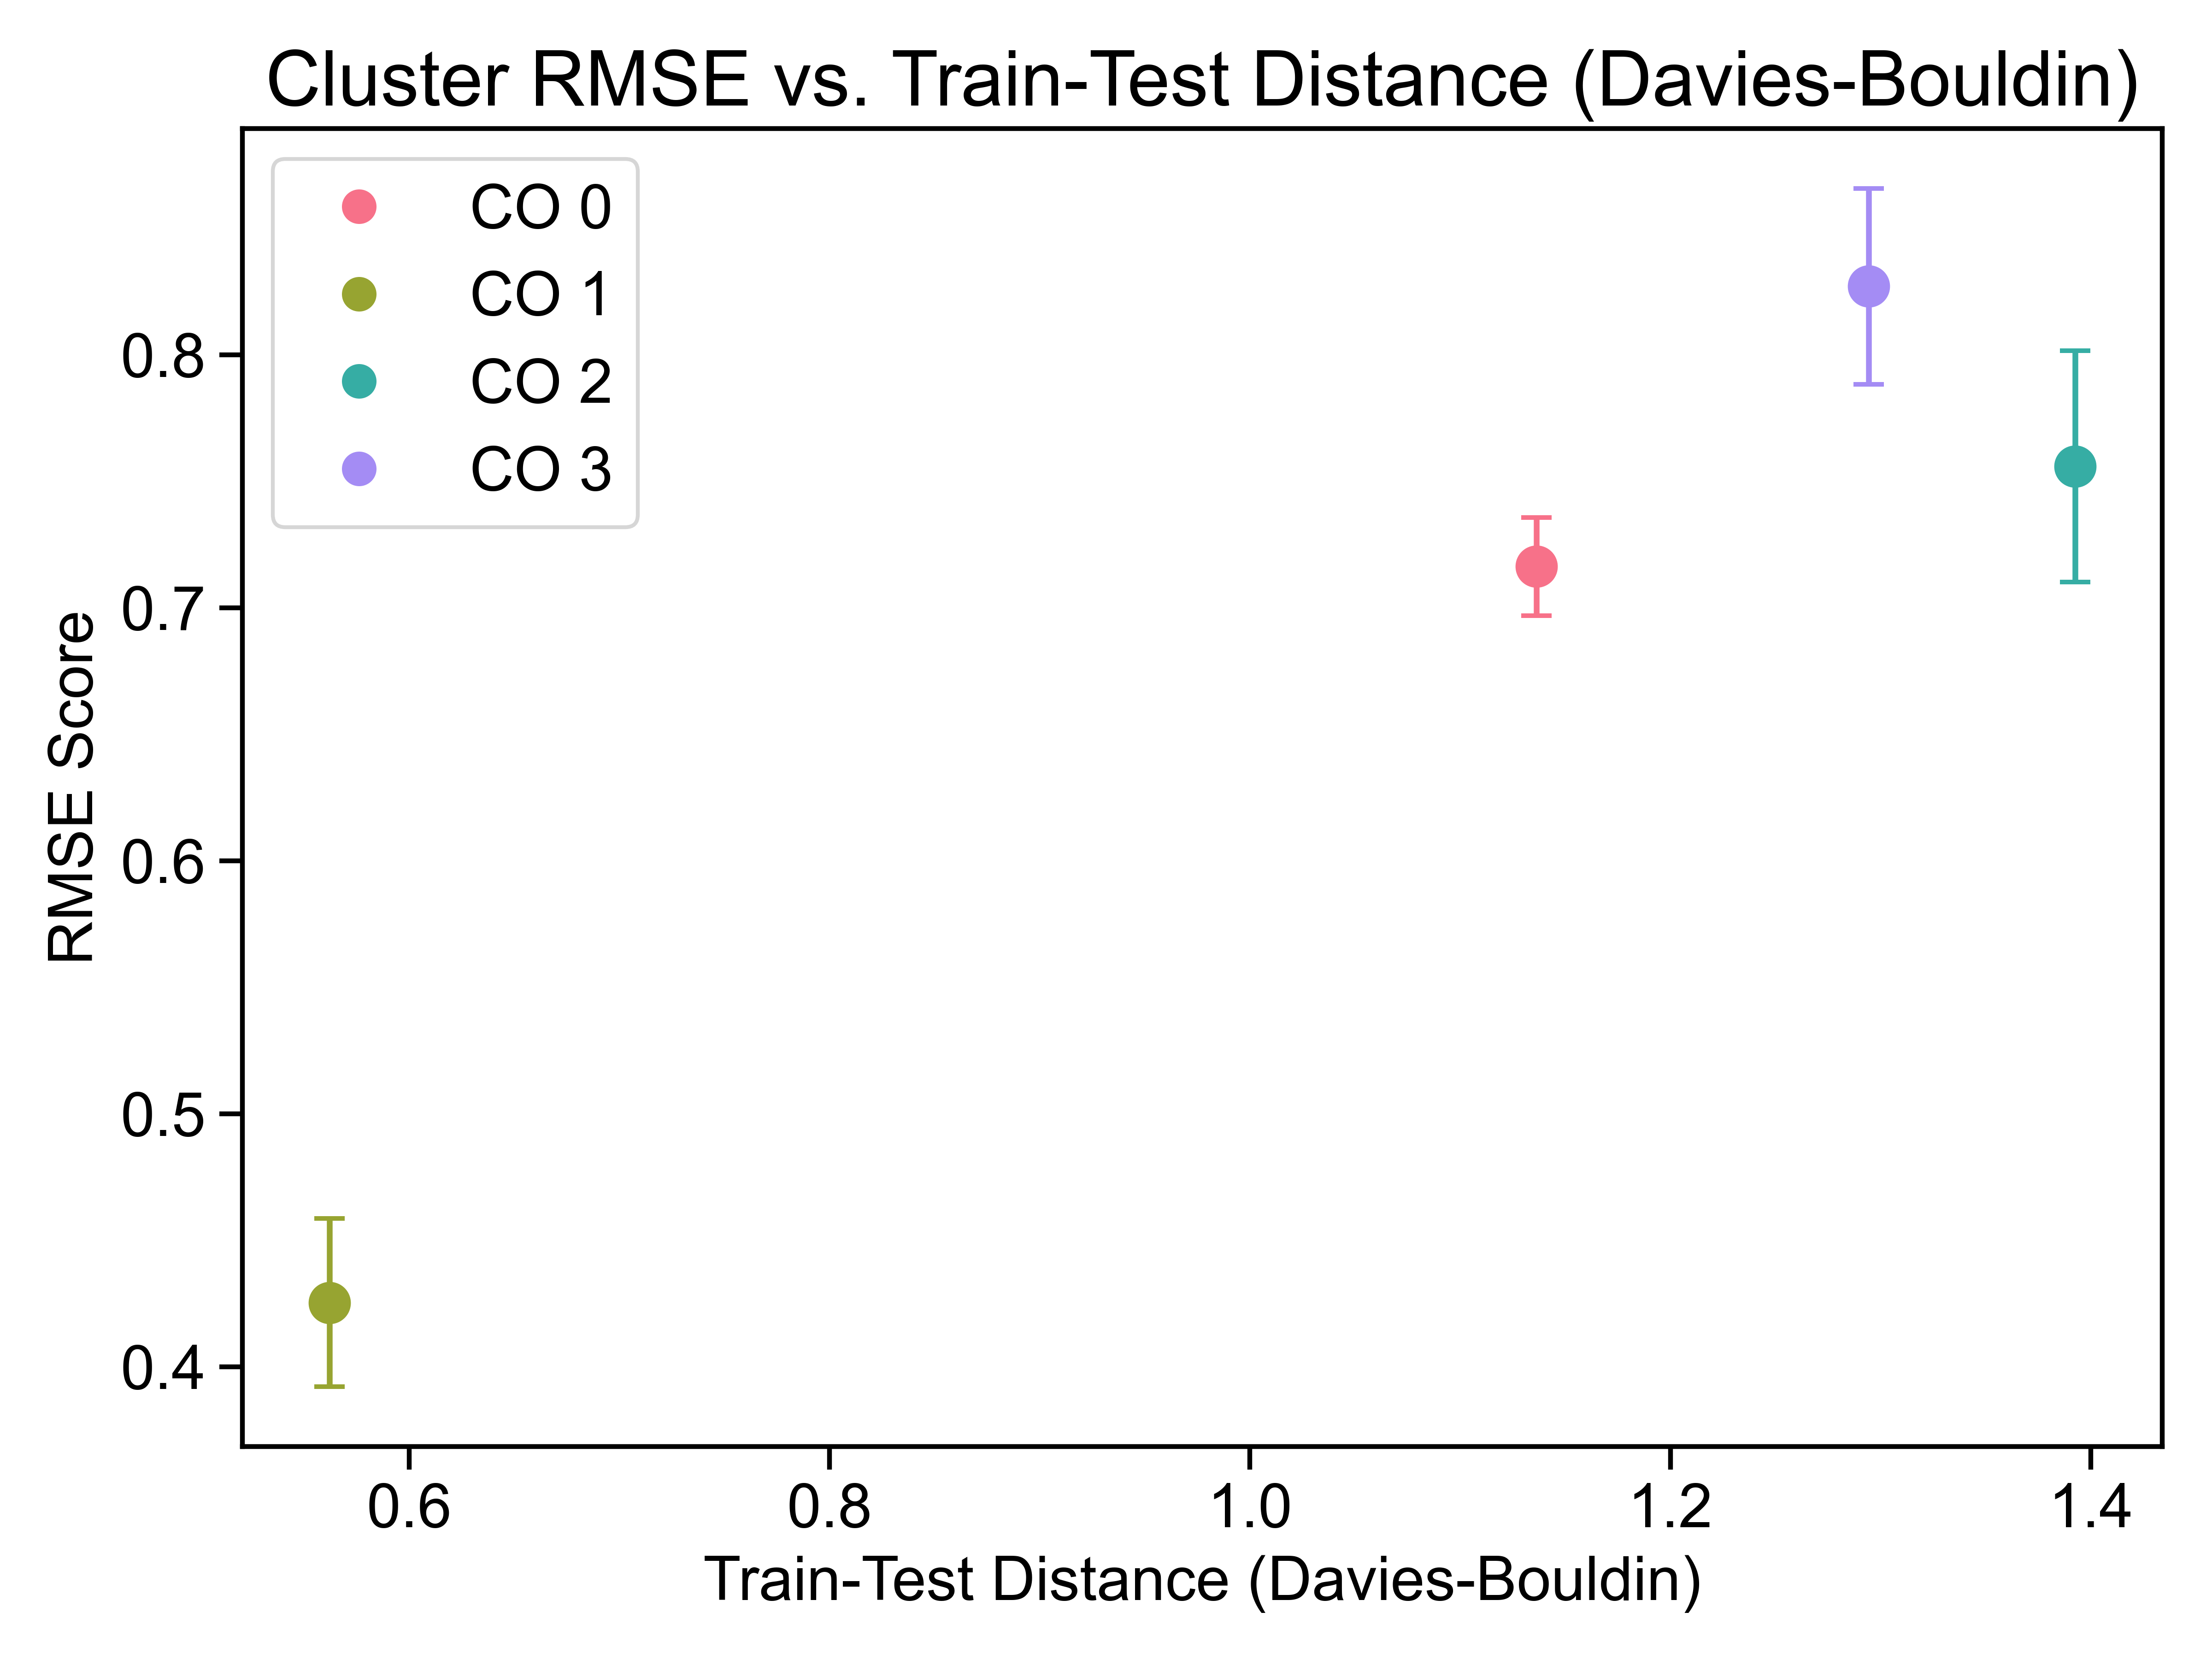 Cluster RMSE vs. Train-Test Distance (Davies-Bouldin)
CO 0
CO 1
CO 2
CO 3
RMSE Score
0.8
0.7
0.6
0.5
0.4
0.6 0.8 1.0 1.2 1.4
Train-Test Distance (Davies-Bouldin)